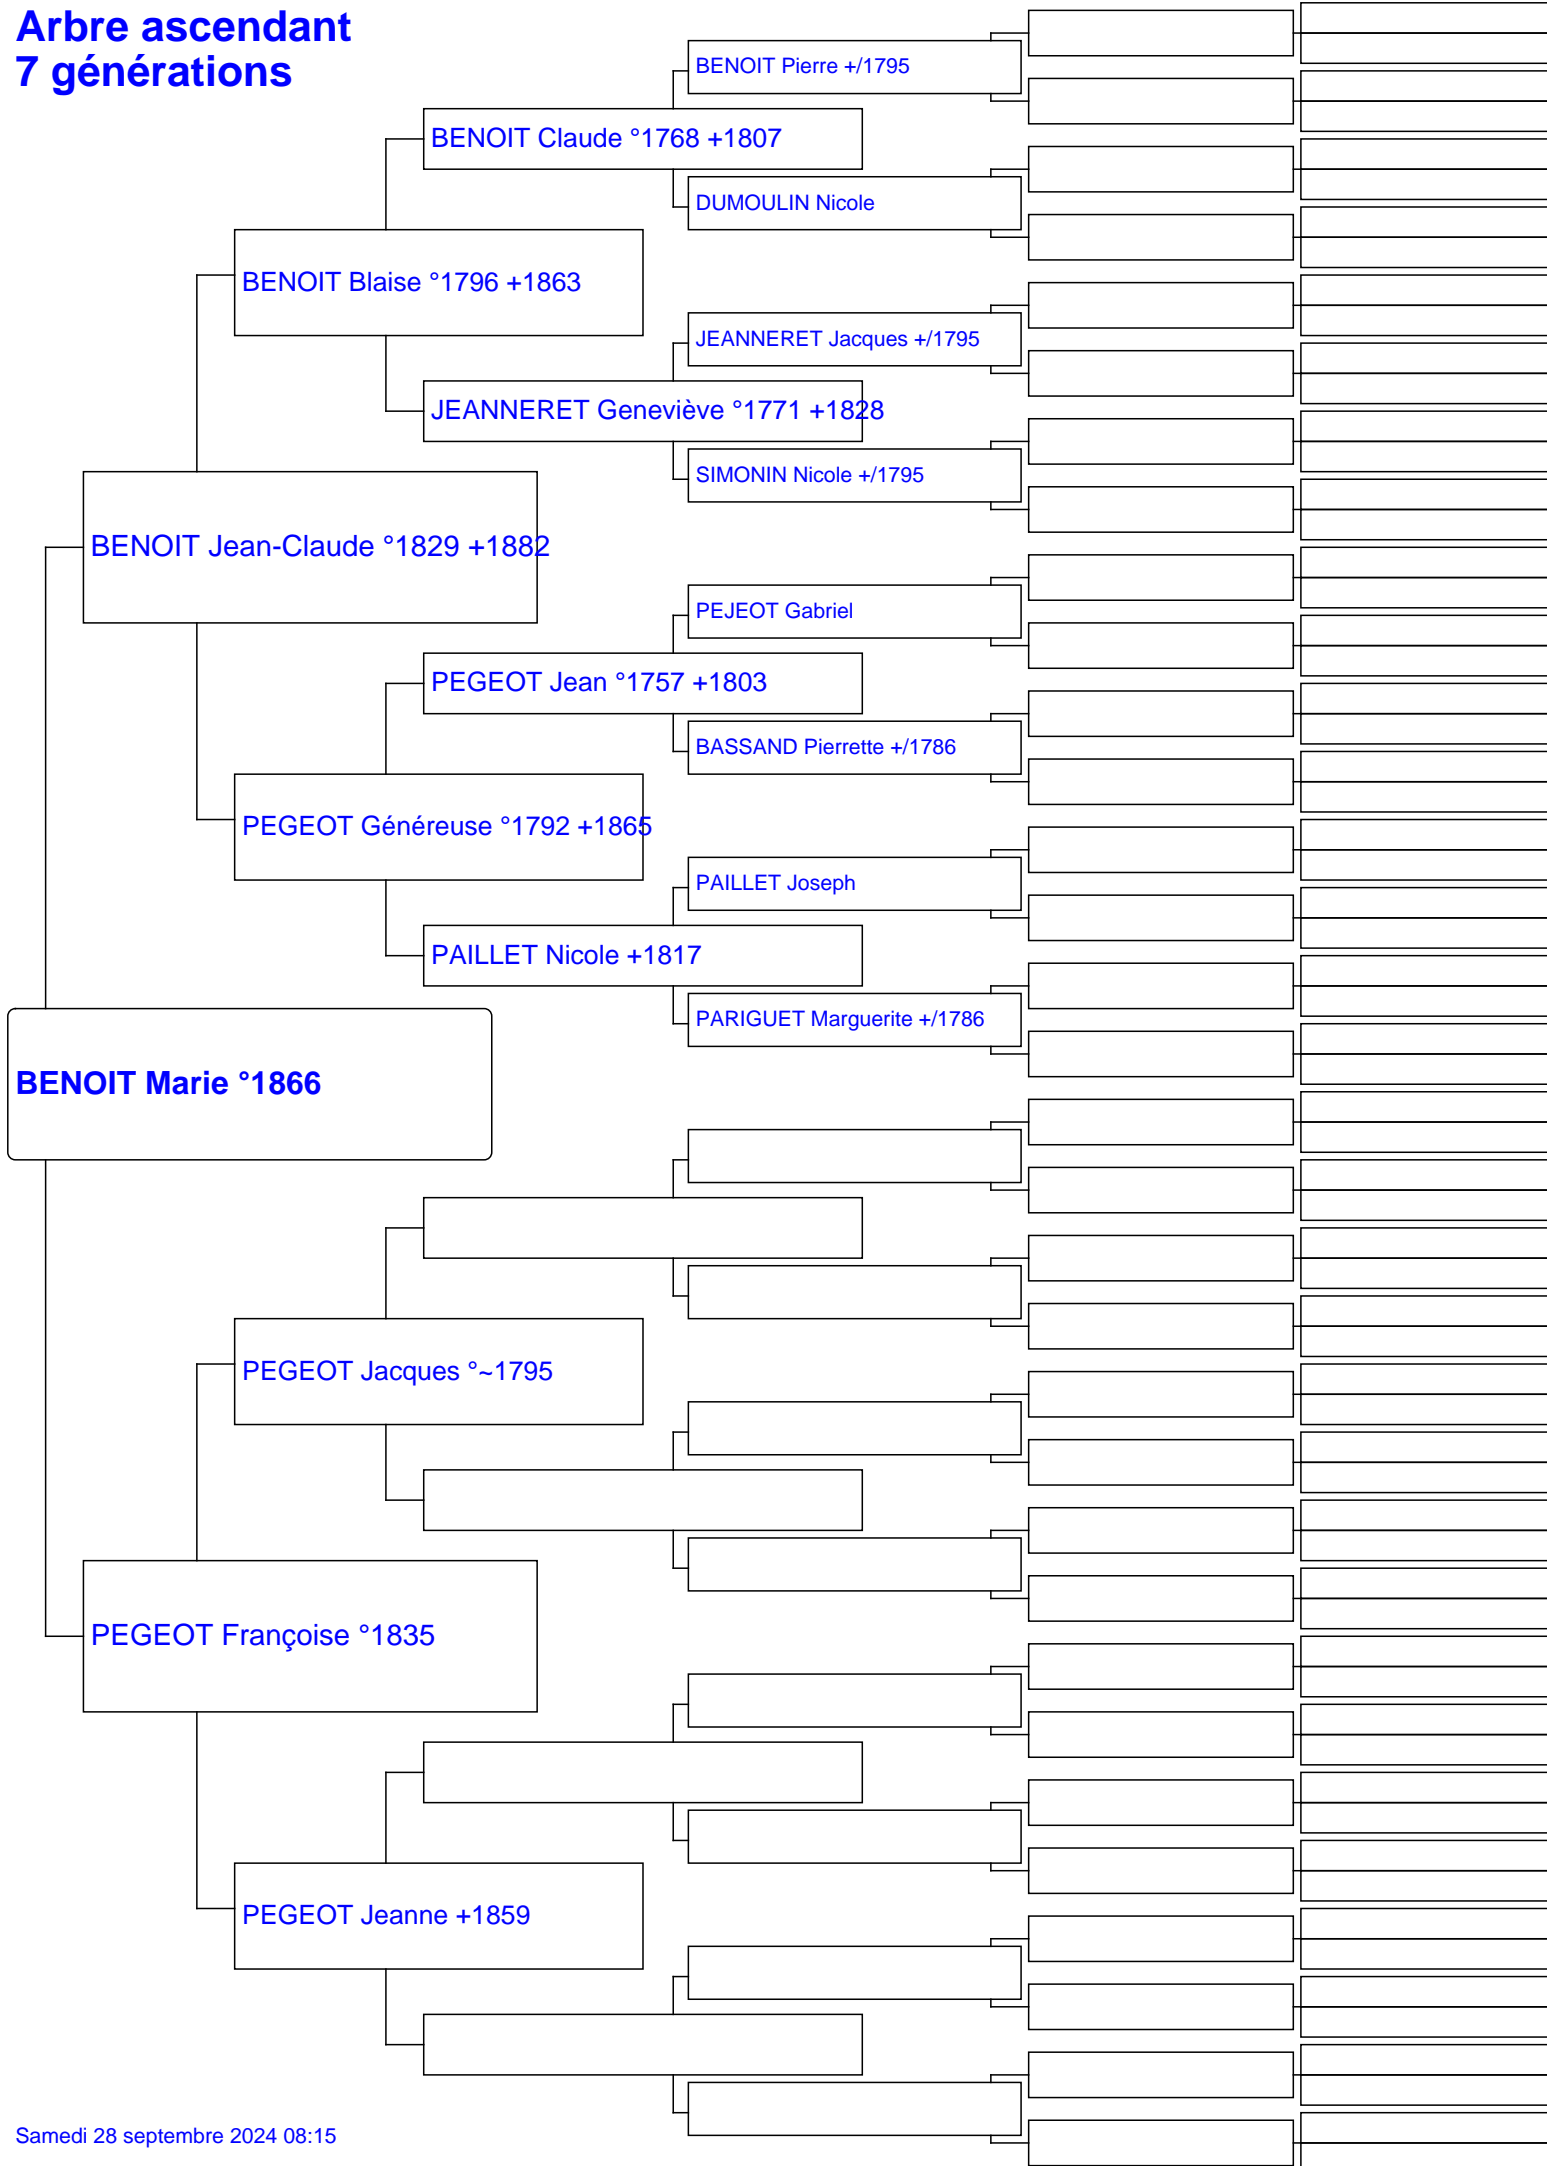 Arbre ascendant
7 générations
BENOIT Pierre +/1795
BENOIT Claude °1768 +1807
DUMOULIN Nicole
BENOIT Blaise °1796 +1863
JEANNERET Jacques +/1795
JEANNERET Geneviève °1771 +1828
SIMONIN Nicole +/1795
BENOIT Jean-Claude °1829 +1882
PEJEOT Gabriel
PEGEOT Jean °1757 +1803
BASSAND Pierrette +/1786
PEGEOT Généreuse °1792 +1865
PAILLET Joseph
PAILLET Nicole +1817
PARIGUET Marguerite +/1786
BENOIT Marie °1866
PEGEOT Jacques °~1795
PEGEOT Françoise °1835
PEGEOT Jeanne +1859
Samedi 28 septembre 2024 08:15